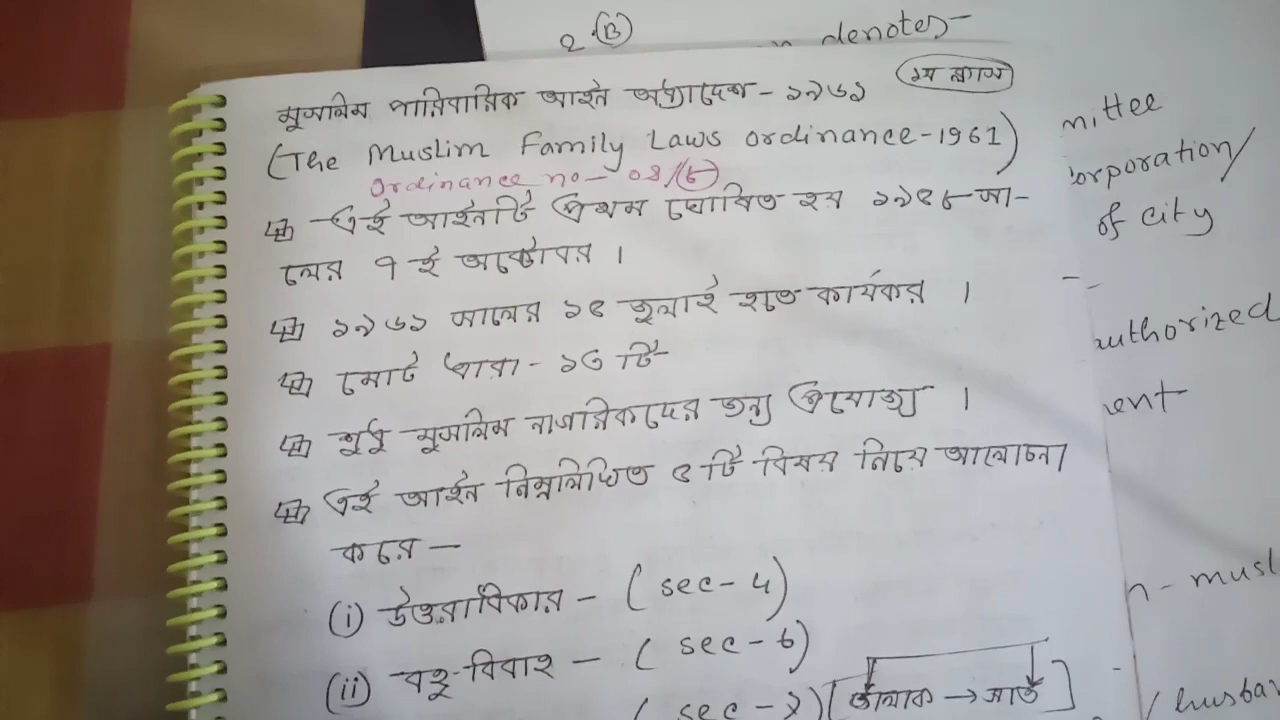 2 (B)
denotes-
মুসলিম পারিবারিক আইন অধ্যাদেশ - ১৯৬১
১ম ক্লাস
(The Muslim Family Laws ordinance-1961)
Ordinance no- 08/(৮)
এই আইনটি প্রথম ঘোষিত হয় ১৯৫৮ সা-
লের ৭ ই অক্টোবর ।
১৯৬১ সালের ১৫ জুলাই হতে কার্যকর ।
মোট ধারা - ১৩ টি
শুধু মুসলিম নাগরিকদের জন্য প্রযোজ্য ।
এই আইন নিম্নলিখিত ৫ টি বিষয় নিয়ে আলোচনা
করে —
(i) উত্তরাধিকার - (sec - 4)
(ii) বহু-বিবাহ - (sec - 6)
(sec - [তালাক → সাত]
mittee
orporation/
of city
authorized
ent
n - musl
/ husba